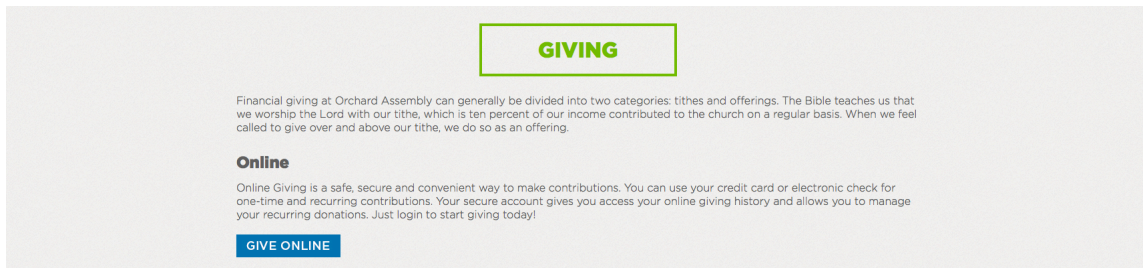 GIVING
Financial giving at Orchard Assembly can generally be divided into two categories: tithes and offerings. The Bible teaches us that
we worship the Lord with our tithe, which is ten percent of our income contributed to the church on a regular basis. When we feel
called to give over and above our tithe, we do so as an offering.
Online
Online Giving is a safe, secure and convenient way to make contributions. You can use your credit card or electronic check for
one-time and recurring contributions. Your secure account gives you access your online giving history and allows you to manage
your recurring donations. Just login to start giving today!
GIVE ONLINE